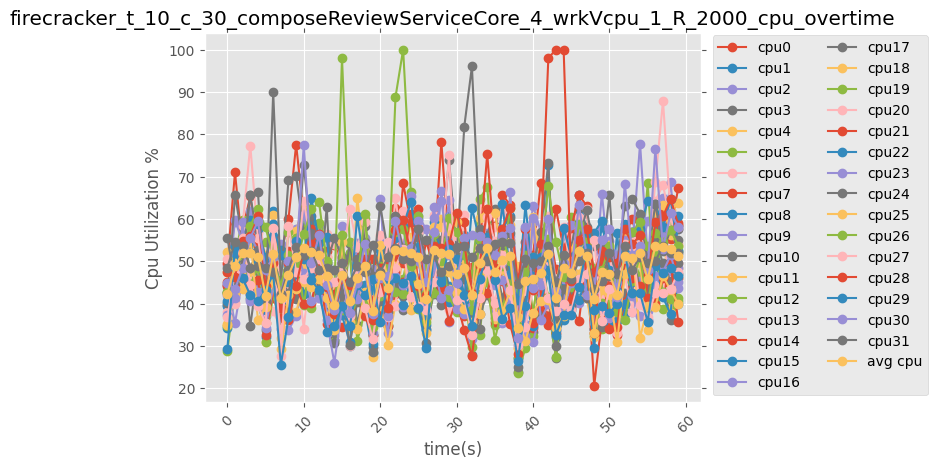 firecracker_t_10_c_30_composeReviewServiceCore_4_wrkVcpu_1_R_2000_cpu_overtime
Cpu Utilization %
100
90
80
70
60
50
40
30
20
0
10
20
30
40
50
60
time(s)
cpu0
cpu1
cpu2
cpu3
cpu4
cpu5
cpu6
cpu7
cpu8
cpu9
cpu10
cpu11
cpu12
cpu13
cpu14
cpu15
cpu16
cpu17
cpu18
cpu19
cpu20
cpu21
cpu22
cpu23
cpu24
cpu25
cpu26
cpu27
cpu28
cpu29
cpu30
cpu31
avg cpu